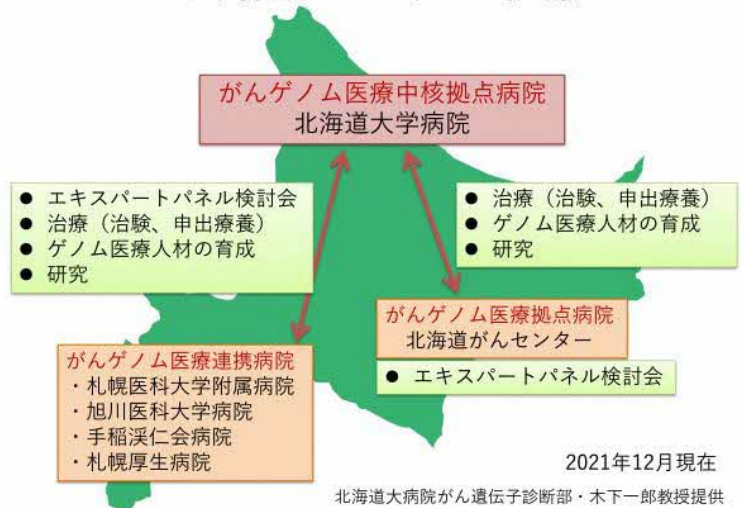 がんゲノム医療中核拠点病院
北海道大学病院
● エキスパートパネル検討会
● 治療（治験、申出療養）
● ゲノム医療人材の育成
● 研究
● 治療（治験、申出療養）
● ゲノム医療人材の育成
● 研究
がんゲノム医療拠点病院
北海道がんセンター
● エキスパートパネル検討会
がんゲノム医療連携病院
・札幌医科大学附属病院
・旭川医科大学病院
・手稲渓仁会病院
・札幌厚生病院
2021年12月現在
北海道大病院がん遺伝子診断部・木下一郎教授提供